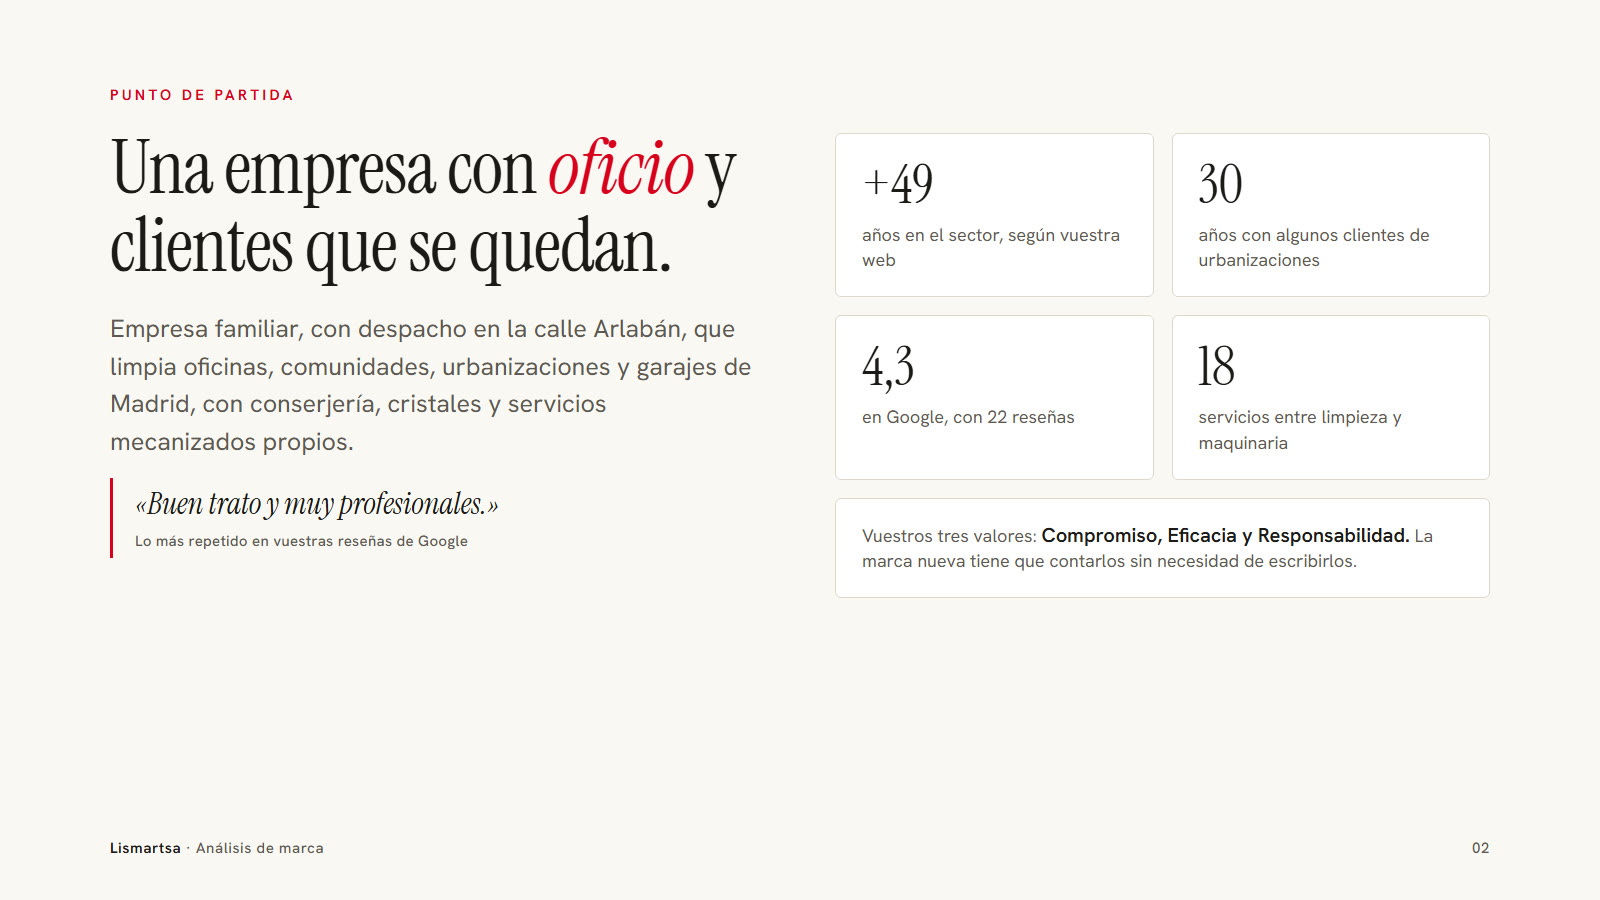 PUNTO DE PARTIDA
Una empresa con oficio y
clientes que se quedan.
Empresa familiar, con despacho en la calle Arlabán, que
limpia oficinas, comunidades, urbanizaciones y garajes de
Madrid, con conserjería, cristales y servicios
mecanizados propios.
«Buen trato y muy profesionales.»
Lo más repetido en vuestras reseñas de Google
+49
años en el sector, según vuestra
web
30
años con algunos clientes de
urbanizaciones
4,3
en Google, con 22 reseñas
18
servicios entre limpieza y
maquinaria
Vuestros tres valores: Compromiso, Eficacia y Responsabilidad. La
marca nueva tiene que contarlos sin necesidad de escribirlos.
Lismartsa · Análisis de marca
02